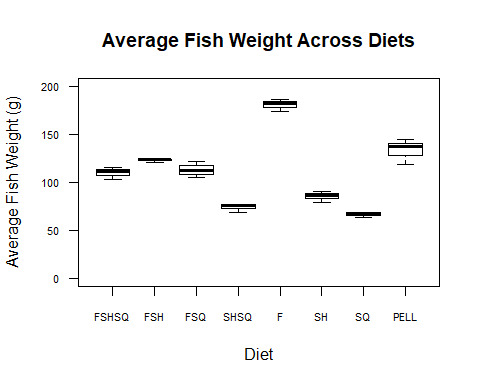 Average Fish Weight Across Diets
Average Fish Weight (g)
200
150
100
50
0
FSHSQ FSH FSQ SHSQ F SH SQ PELL
Diet